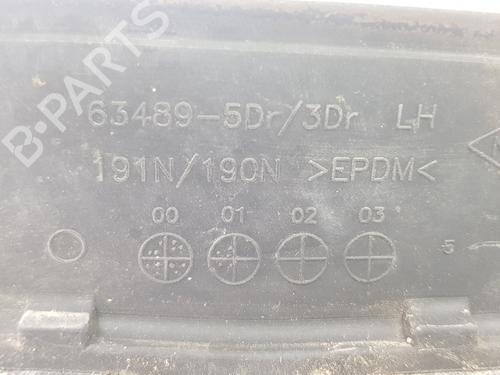 B-PARTS
63489-5Dr/3Dr LH
191N/190N >EPDM<
00 01 02 03
5